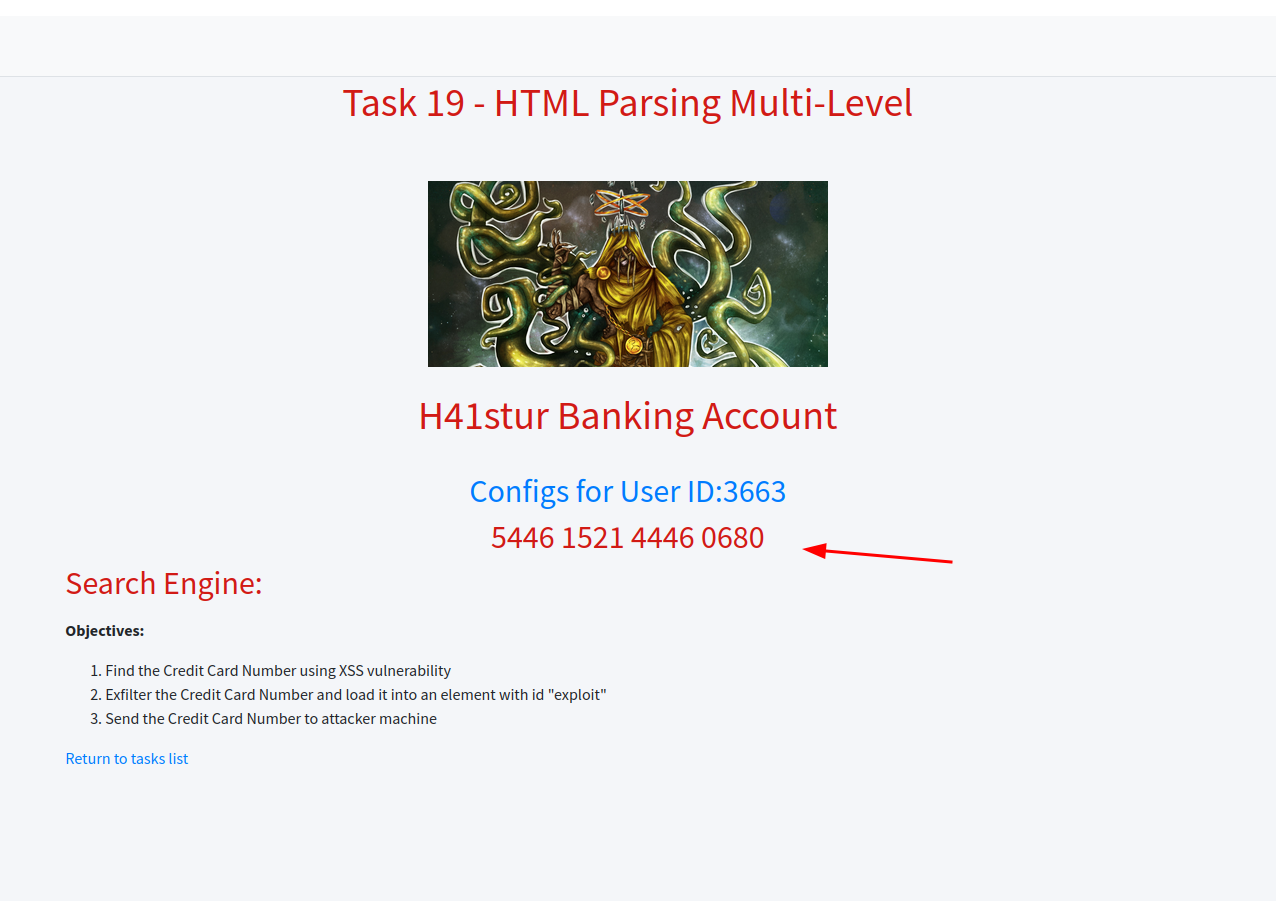 Task 19 - HTML Parsing Multi-Level
H41stur Banking Account
Configs for User ID:3663
5446 1521 4446 0680
Search Engine:
Objectives:
1. Find the Credit Card Number using XSS vulnerability
2. Exfilter the Credit Card Number and load it into an element with id "exploit"
3. Send the Credit Card Number to attacker machine
Return to tasks list